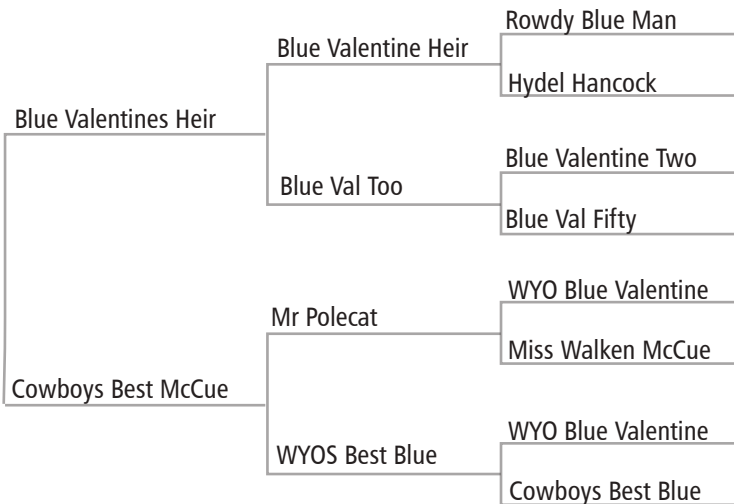 Rowdy Blue Man
Blue Valentine Heir
Hydel Hancock
Blue Valentines Heir
Blue Valentine Two
Blue Val Too
Blue Val Fifty
WYO Blue Valentine
Mr Polecat
Miss Walken McCue
Cowboys Best McCue
WYO Blue Valentine
WYOS Best Blue
Cowboys Best Blue